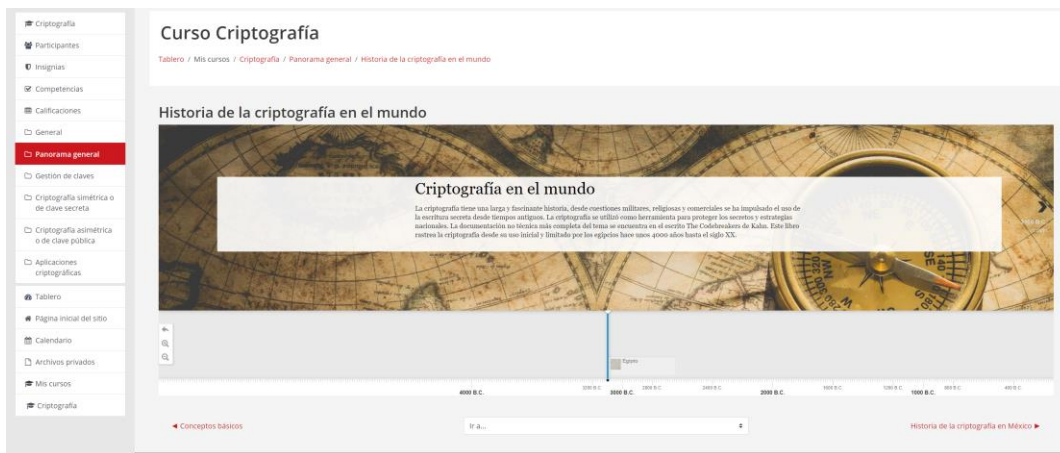 Criptografía
Participantes
Insignias
Competencias
Calificaciones
General
Panorama general
Gestión de claves
Criptografía simétrica o
de clave secreta
Criptografía asimétrica
o de clave pública
Aplicaciones
criptográficas
Tablero
Página inicial del sitio
Calendario
Archivos privados
Mis cursos
Criptografía
Curso Criptografía
Tablero / Mis cursos / Criptografía / Panorama general / Historia de la criptografía en el mundo
Historia de la criptografía en el mundo
Criptografía en el mundo
La criptografía tiene una larga y fascinante historia, desde cuestiones militares, religiosas y comerciales se ha impulsado el uso de
la escritura secreta desde tiempos antiguos. La criptografía se utilizó como herramienta para proteger los secretos y estrategias
nacionales. La documentación no técnica más completa del tema se encuentra en el escrito The Codebreakers de Kahn. Este libro
rastrea la criptografía desde su uso inicial y limitado por los egipcios hace unos 4000 años hasta el siglo XX.
Egipto
4000 B.C. 3000 B.C. 2000 B.C. 1000 B.C.
◄ Conceptos básicos
Ir a...
Historia de la criptografía en México ►